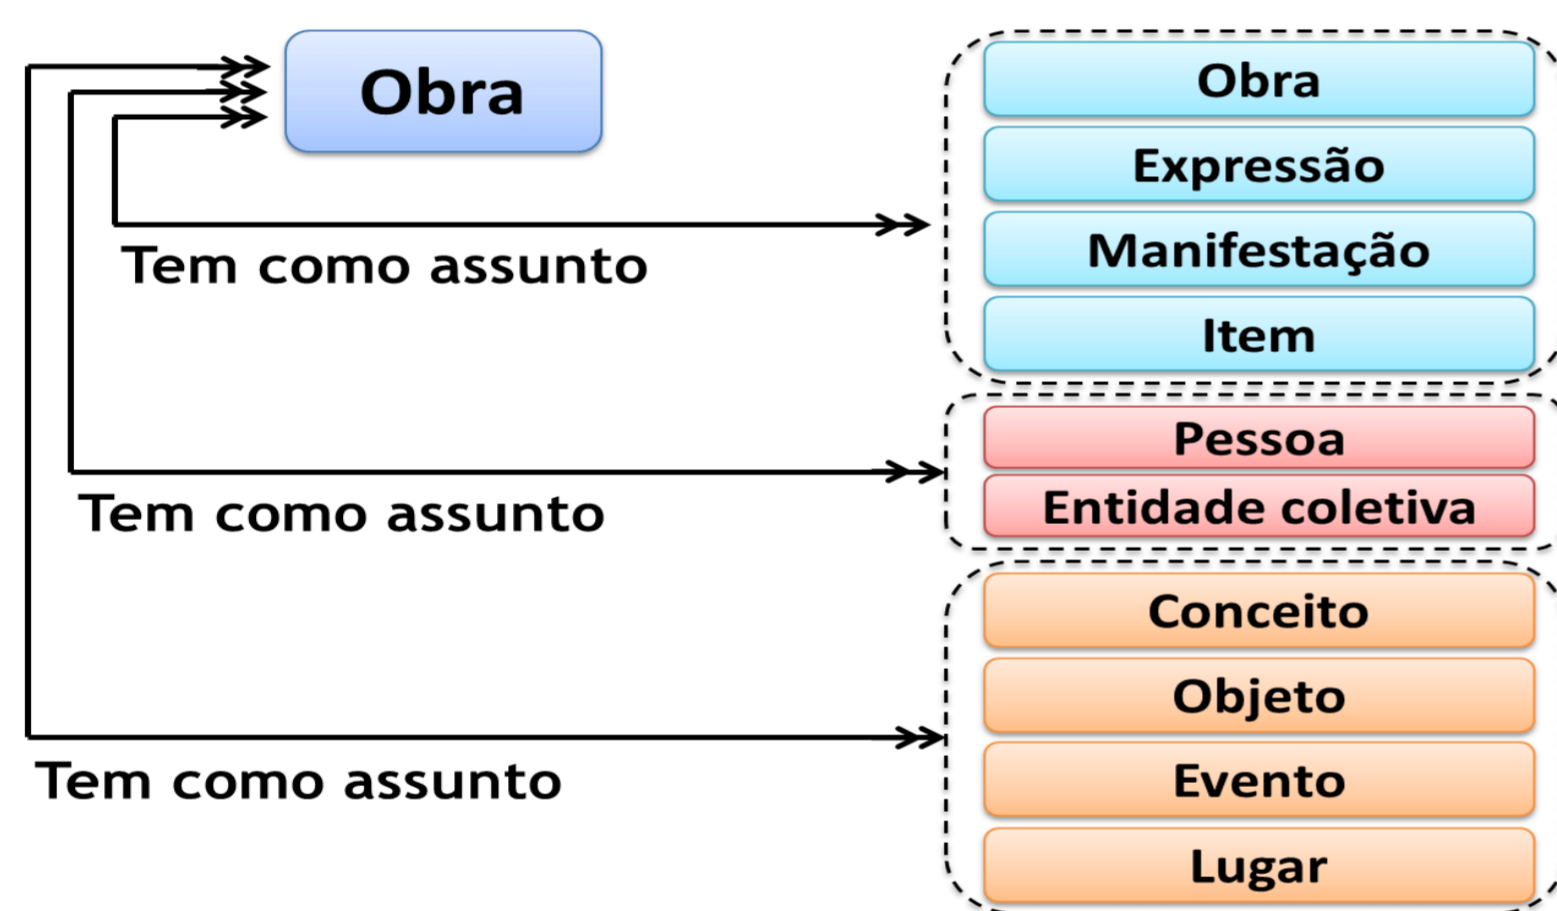 Obra
Tem como assunto
Tem como assunto
Tem como assunto
Obra
Expressão
Manifestação
Item
Pessoa
Entidade coletiva
Conceito
Objeto
Evento
Lugar